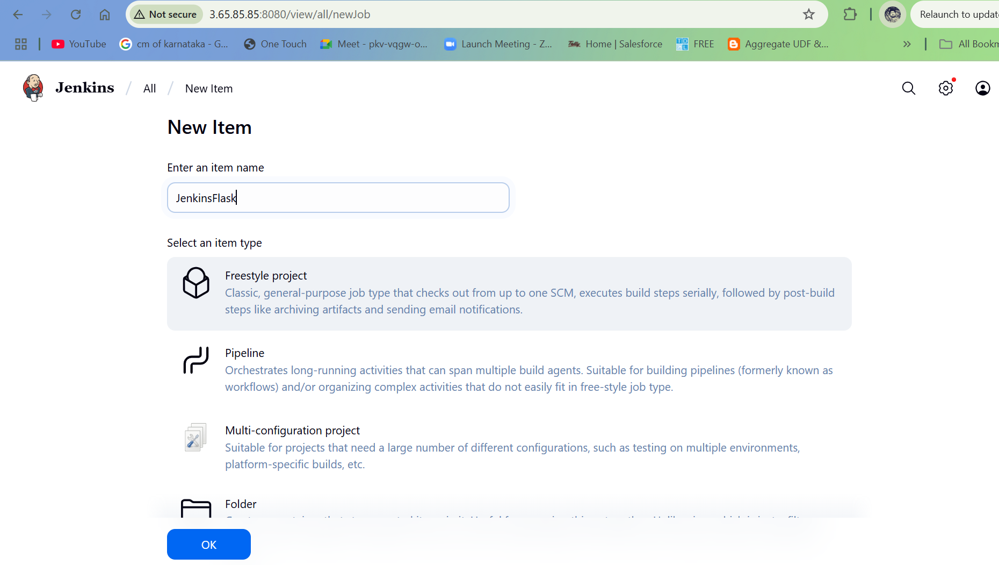 Not secure 3.65.85.85:8080/view/all/newJob Relaunch to updat
YouTube cm of karnataka - G... One Touch Meet - pkv-vqgw-o... Launch Meeting - Z... Home | Salesforce FREE Aggregate UDF &... » All Bookm
Jenkins / All / New Item
New Item
Enter an item name
JenkinsFlask
Select an item type
Freestyle project
Classic, general-purpose job type that checks out from up to one SCM, executes build steps serially, followed by post-build
steps like archiving artifacts and sending email notifications.
Pipeline
Orchestrates long-running activities that can span multiple build agents. Suitable for building pipelines (formerly known as
workflows) and/or organizing complex activities that do not easily fit in free-style job type.
Multi-configuration project
Suitable for projects that need a large number of different configurations, such as testing on multiple environments,
platform-specific builds, etc.
Folder
OK